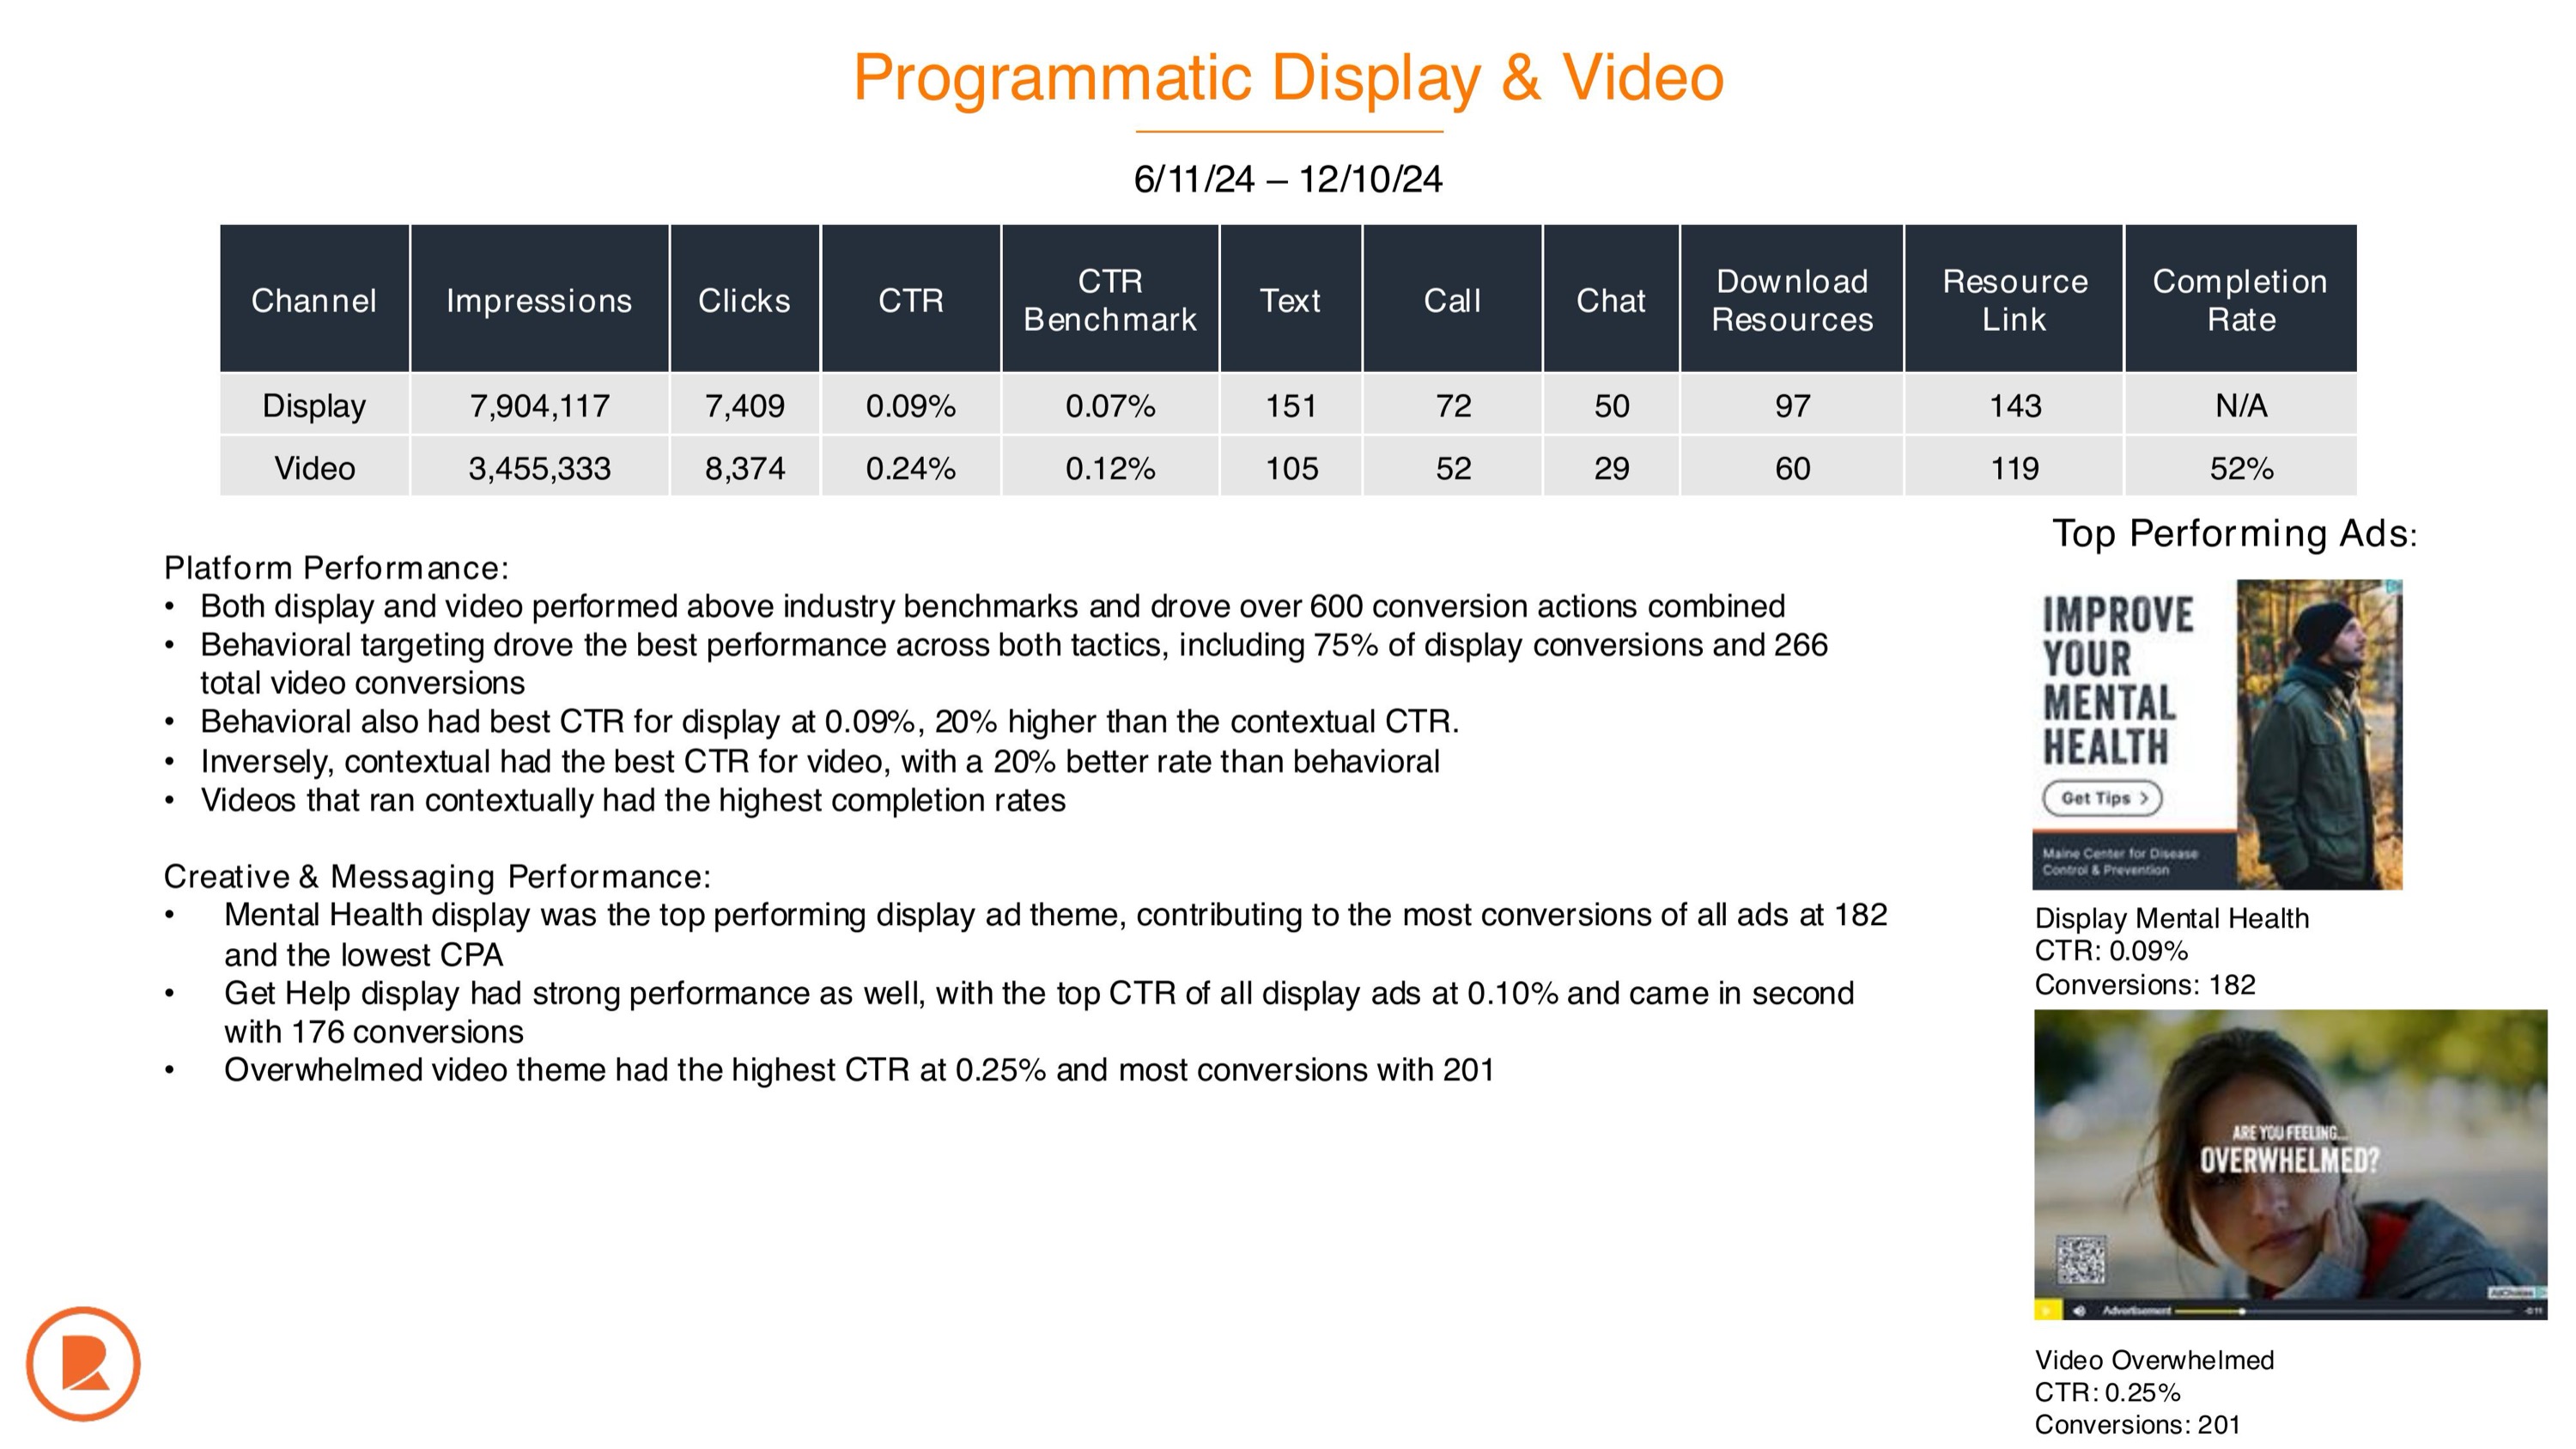 Programmatic Display & Video
6/11/24 – 12/10/24
Channel Impressions Clicks CTR CTR Benchmark Text Call Chat Download Resources Resource Link Completion Rate
Display 7,904,117 7,409 0.09% 0.07% 151 72 50 97 143 N/A
Video 3,455,333 8,374 0.24% 0.12% 105 52 29 60 119 52%
Platform Performance:
• Both display and video performed above industry benchmarks and drove over 600 conversion actions combined
• Behavioral targeting drove the best performance across both tactics, including 75% of display conversions and 266
total video conversions
• Behavioral also had best CTR for display at 0.09%, 20% higher than the contextual CTR.
• Inversely, contextual had the best CTR for video, with a 20% better rate than behavioral
• Videos that ran contextually had the highest completion rates
Creative & Messaging Performance:
• Mental Health display was the top performing display ad theme, contributing to the most conversions of all ads at 182
and the lowest CPA
• Get Help display had strong performance as well, with the top CTR of all display ads at 0.10% and came in second
with 176 conversions
• Overwhelmed video theme had the highest CTR at 0.25% and most conversions with 201
Top Performing Ads:
IMPROVE
YOUR
MENTAL
HEALTH
Get Tips >
Maine Center for Disease
Control & Prevention
Display Mental Health
CTR: 0.09%
Conversions: 182
ARE YOU FEELING...
OVERWHELMED?
AdChoices
Advertisement -0:11
Video Overwhelmed
CTR: 0.25%
Conversions: 201